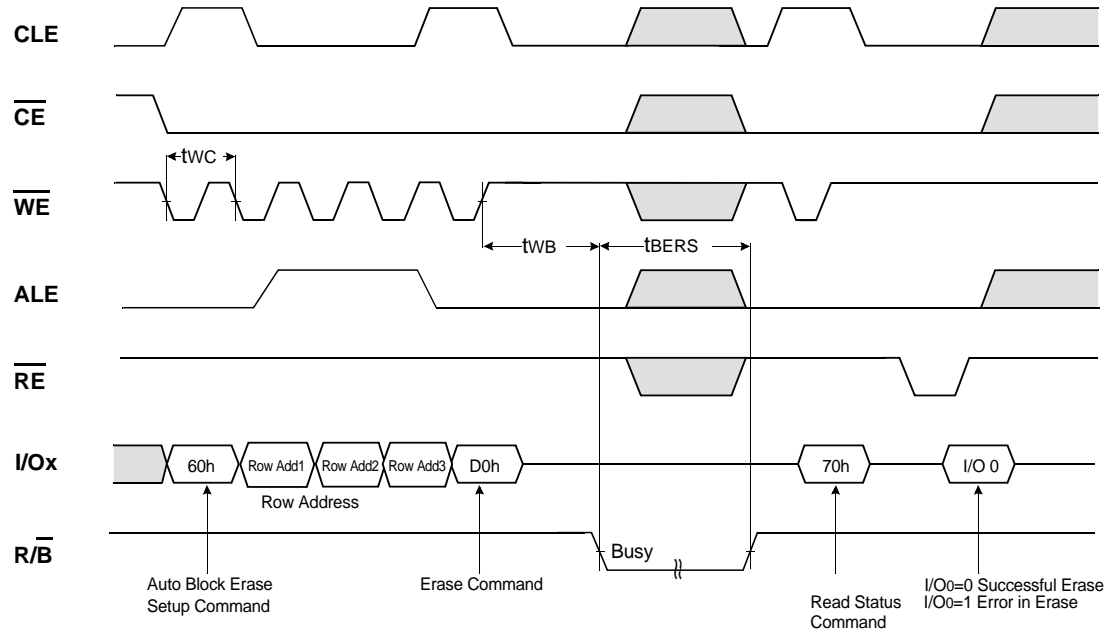 CLE
CE
tWC
WE
tWB
tBERS
ALE
RE
I/Ox
60h
Row Add1
Row Add2
Row Add3
D0h
70h
I/O 0
Row Address
R/B
Busy
Auto Block Erase
Setup Command
Erase Command
Read Status
Command
I/O0=0 Successful Erase
I/O0=1 Error in Erase